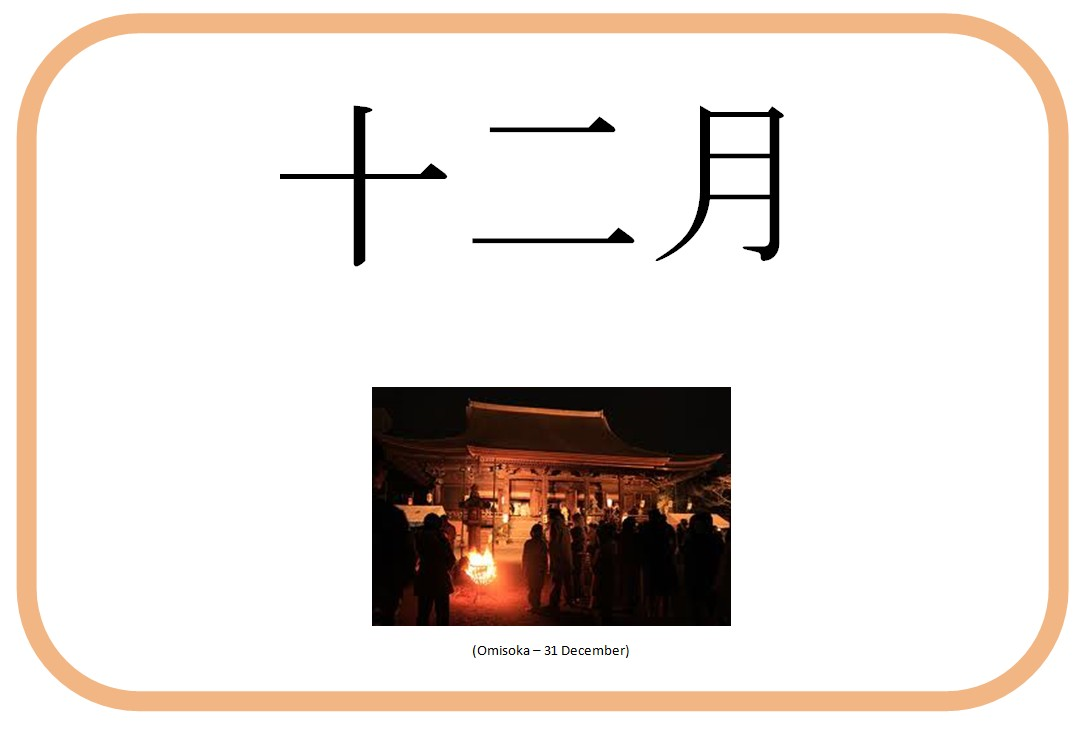 十二月
(Omisoka – 31 December)